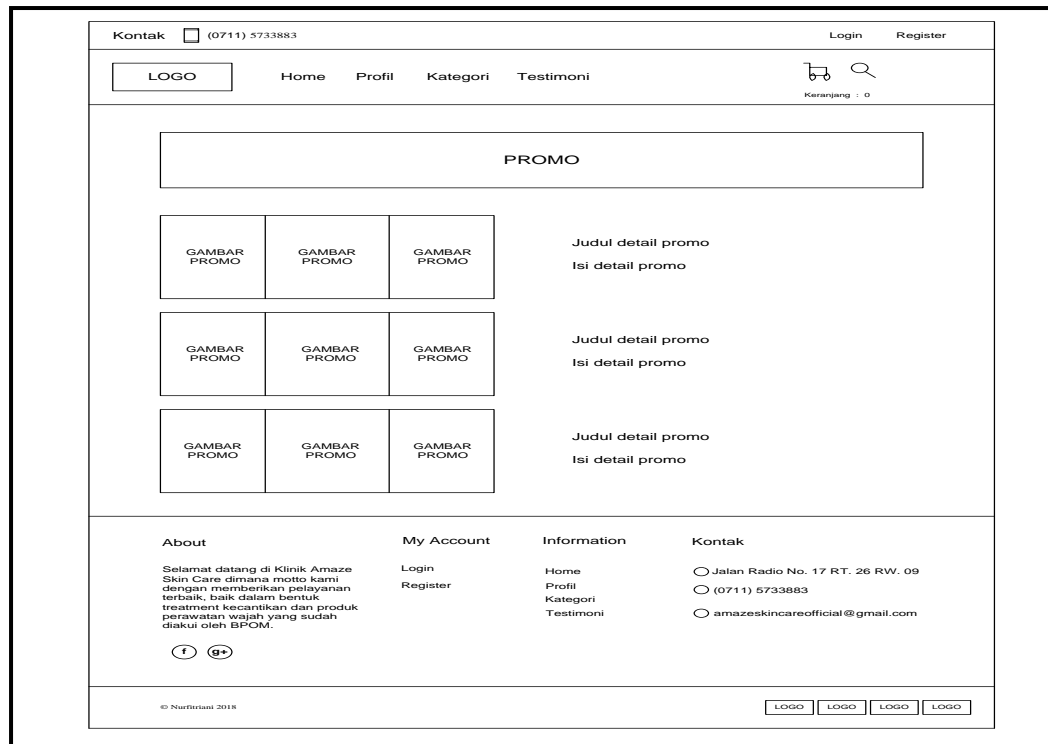 Kontak (0711) 5733883 Login Register
LOGO Home Profil Kategori Testimoni
Keranjang : 0
PROMO
GAMBAR PROMO GAMBAR PROMO GAMBAR PROMO
Judul detail promo
Isi detail promo
GAMBAR PROMO GAMBAR PROMO GAMBAR PROMO
Judul detail promo
Isi detail promo
GAMBAR PROMO GAMBAR PROMO GAMBAR PROMO
Judul detail promo
Isi detail promo
About
Selamat datang di Klinik Amaze
Skin Care dimana motto kami
dengan memberikan pelayanan
terbaik, baik dalam bentuk
treatment kecantikan dan produk
perawatan wajah yang sudah
diakui oleh BPOM.
f g+
My Account
Login
Register
Information
Home
Profil
Kategori
Testimoni
Kontak
Jalan Radio No. 17 RT. 26 RW. 09
(0711) 5733883
amazeskincareofficial@gmail.com
© Nurfitriani 2018
LOGO LOGO LOGO LOGO